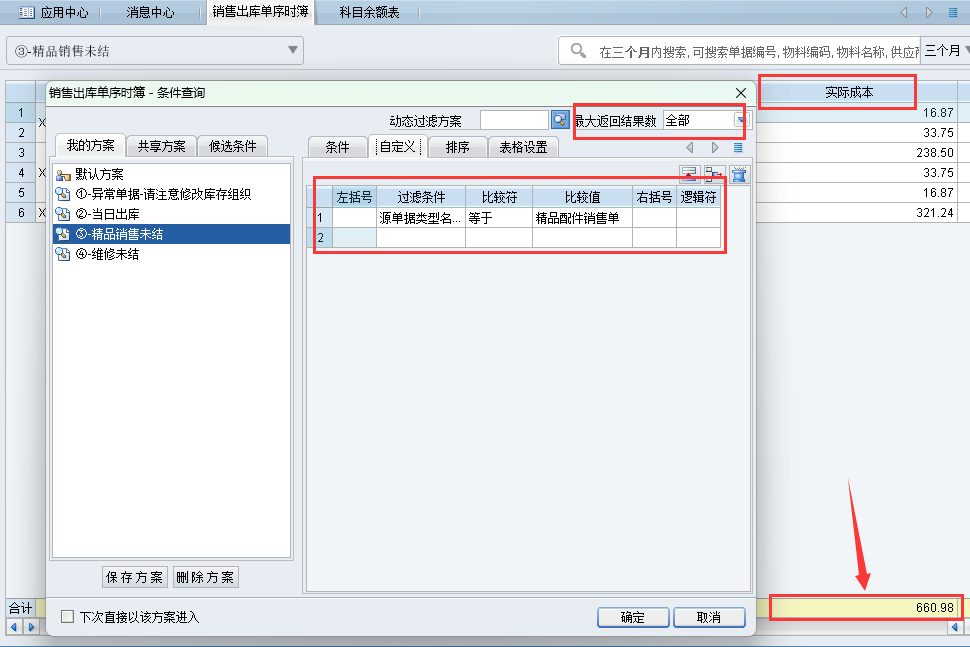 应用中心 消息中心 销售出库单序时簿 科目余额表
③-精品销售未结 在三个月内搜索, 可搜索单据编号, 物料编码, 物料名称, 供应商 三个月
销售出库单序时簿 - 条件查询
动态过滤方案 最大返回结果数 全部
我的方案 共享方案 候选条件
默认方案
①-异常单据-请注意修改库存组织
②-当日出库
③-精品销售未结
④-维修未结
条件 自定义 排序 表格设置
左括号 过滤条件 比较符 比较值 右括号 逻辑符
1 源单据类型名... 等于 精品配件销售单
2
保存方案 删除方案
下次直接以该方案进入
确定 取消
实际成本
1 X 16.87
2 33.75
3 238.50
4 X 33.75
5 16.87
6 X 321.24
合计 660.98